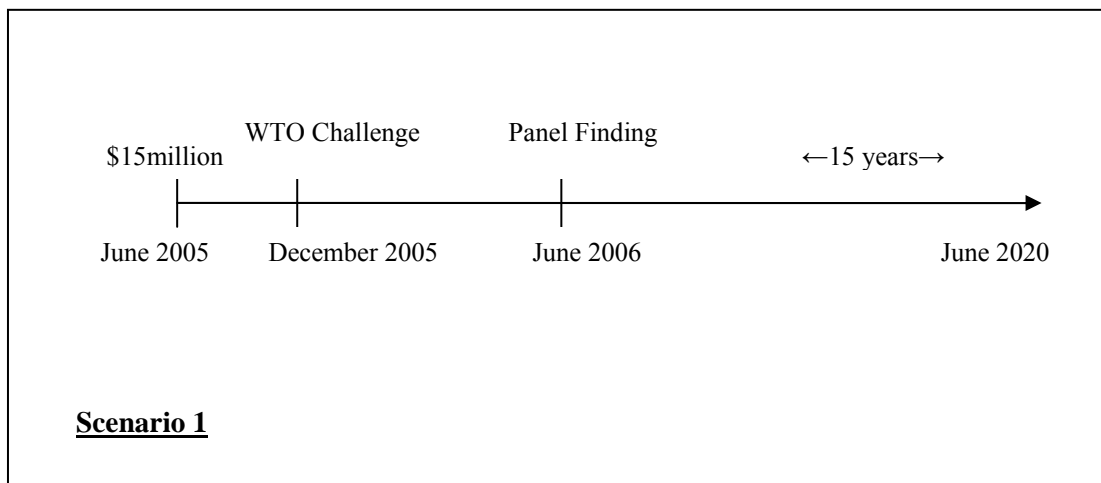 WTO Challenge Panel Finding
$15million ←15 years→
June 2005 December 2005 June 2006 June 2020
Scenario 1